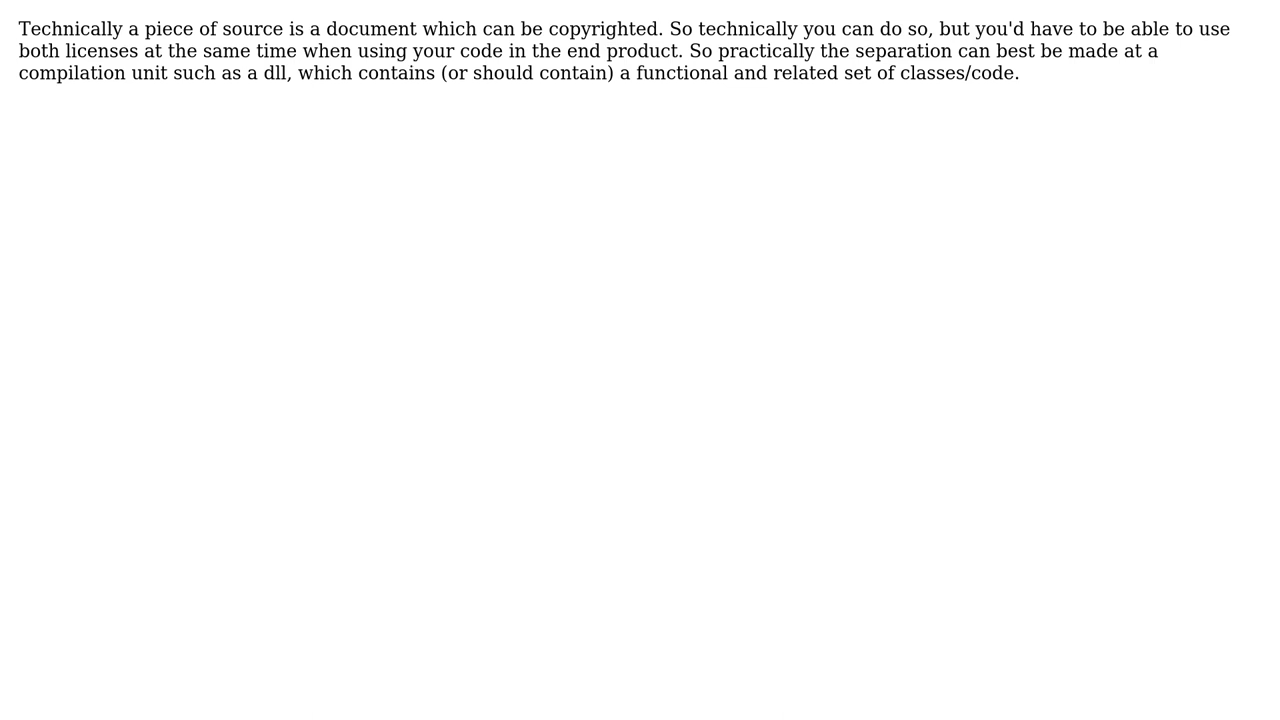 Technically a piece of source is a document which can be copyrighted. So technically you can do so, but you'd have to be able to use
both licenses at the same time when using your code in the end product. So practically the separation can best be made at a
compilation unit such as a dll, which contains (or should contain) a functional and related set of classes/code.